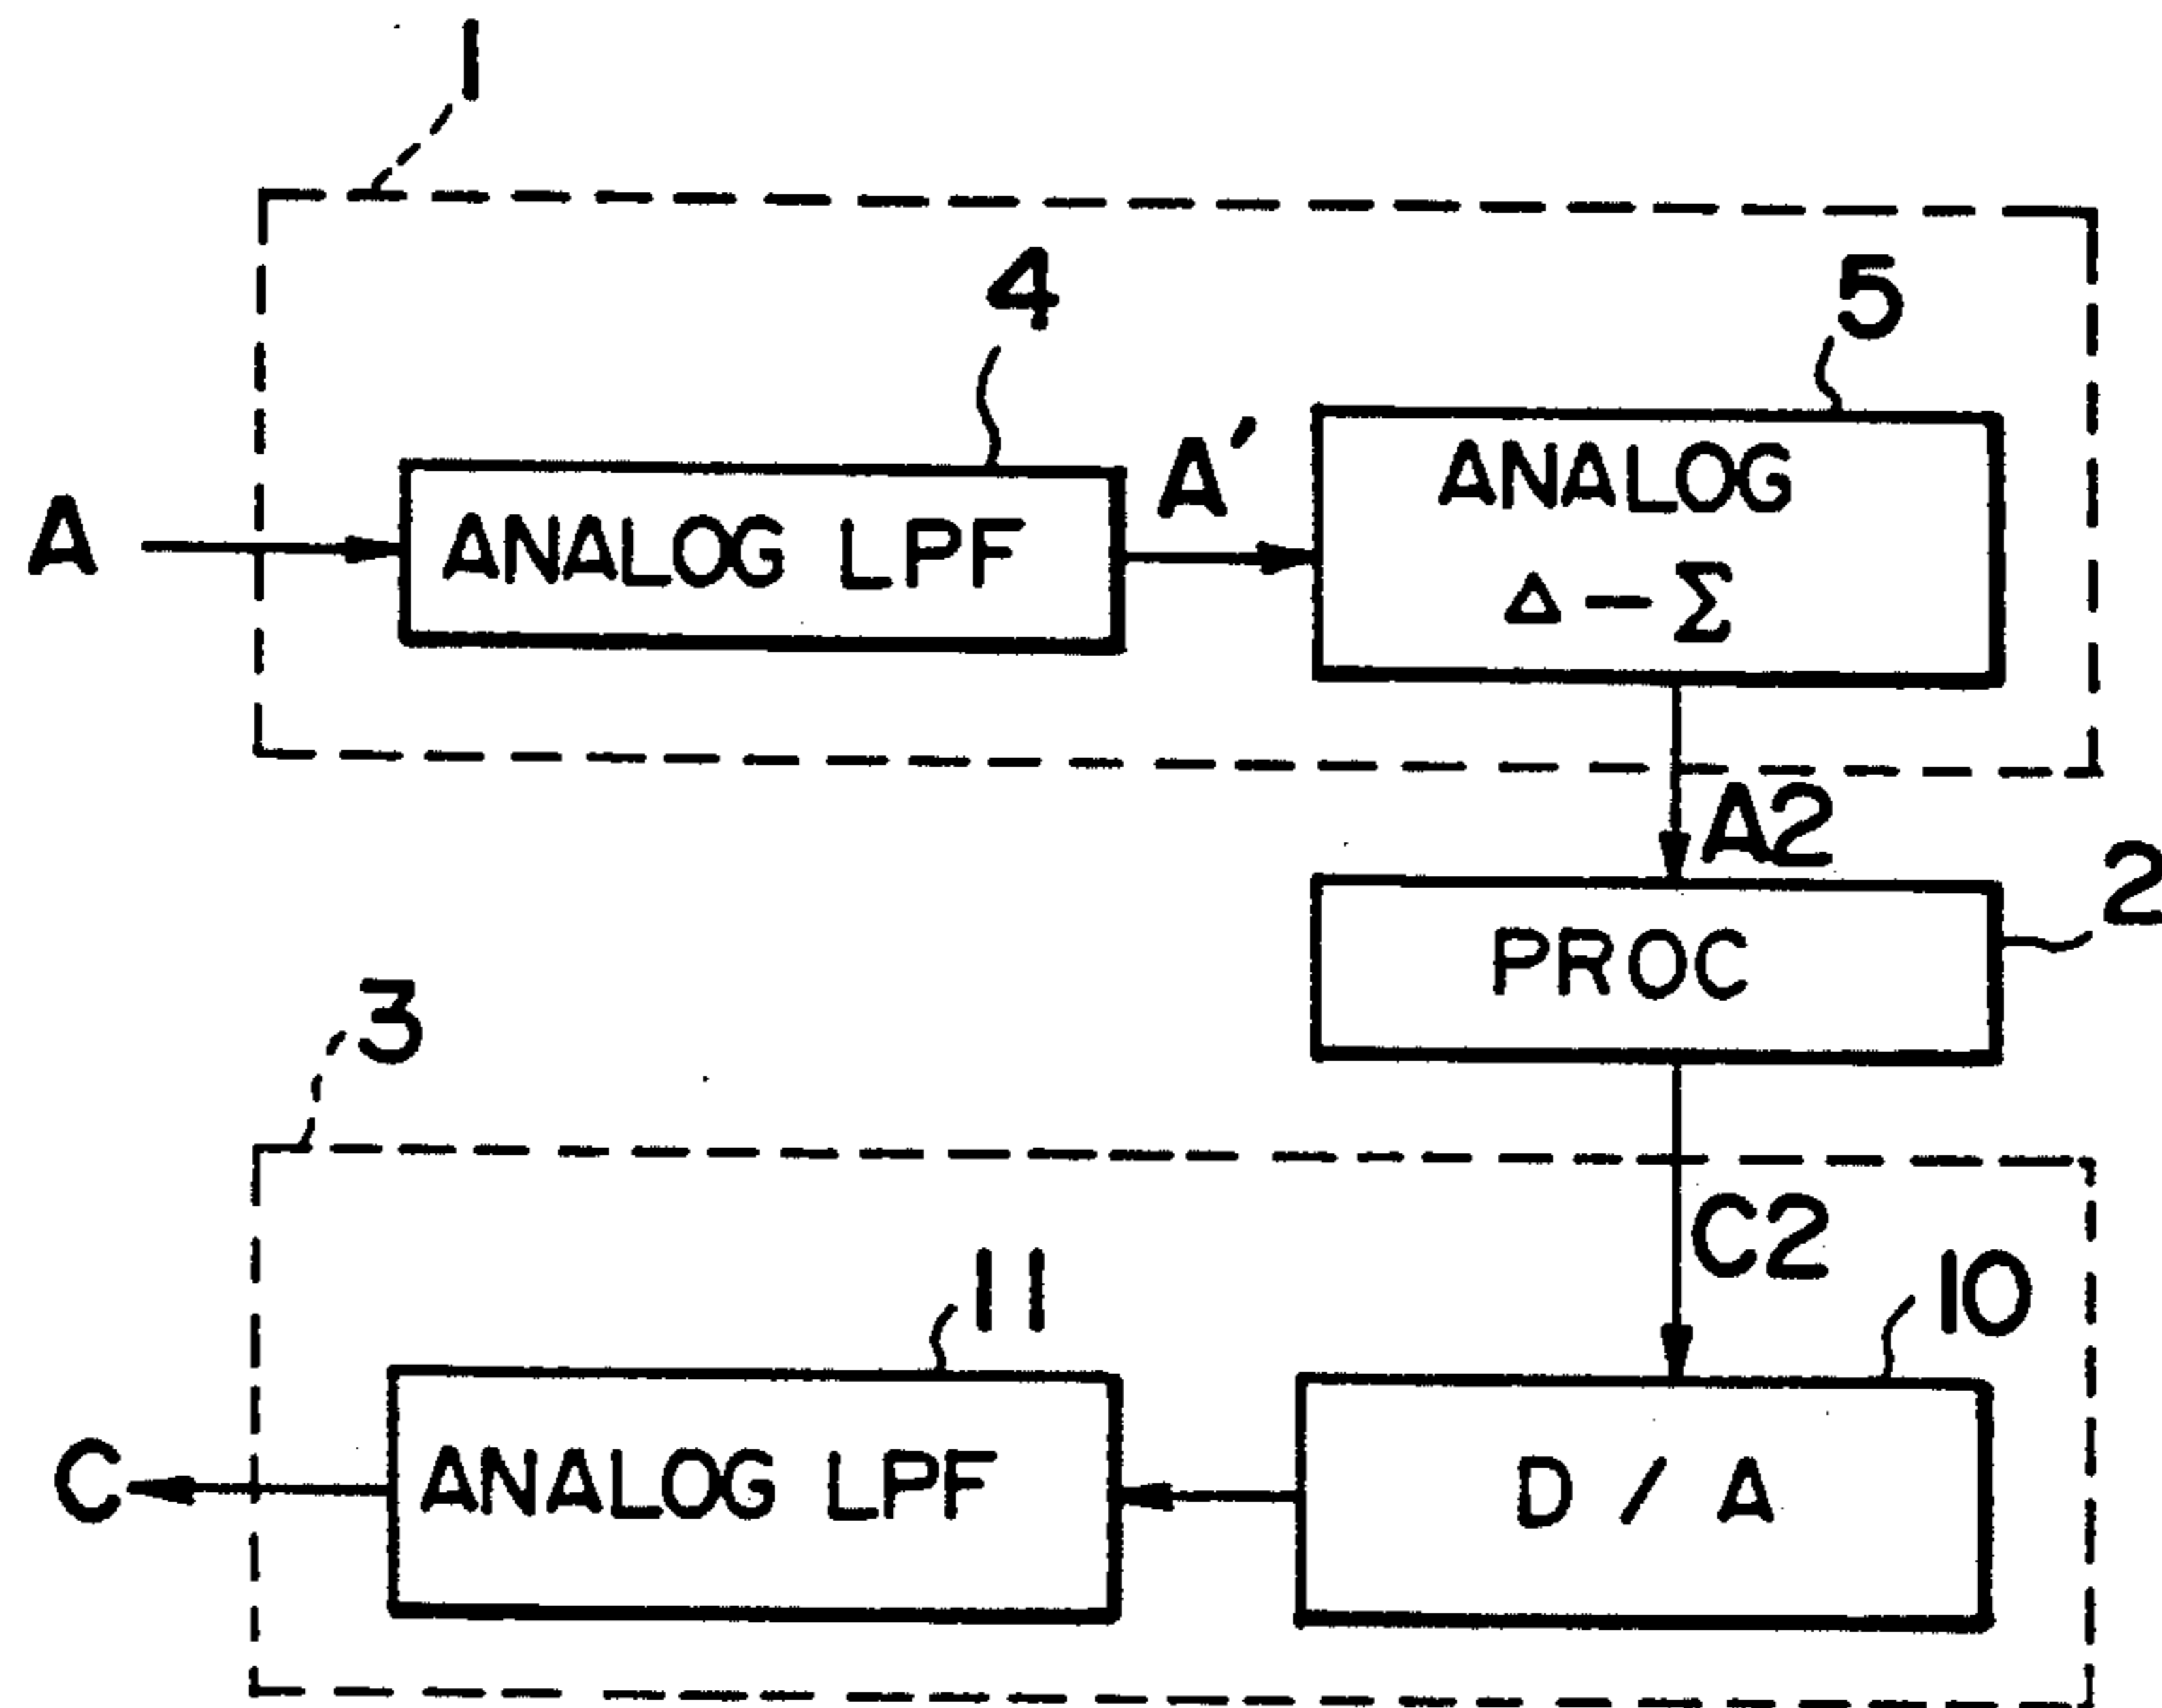 1
4
5
A
ANALOG LPF
A'
ANALOG
Δ-Σ
A2
2
PROC
3
C2
11
10
C
ANALOG LPF
D / A